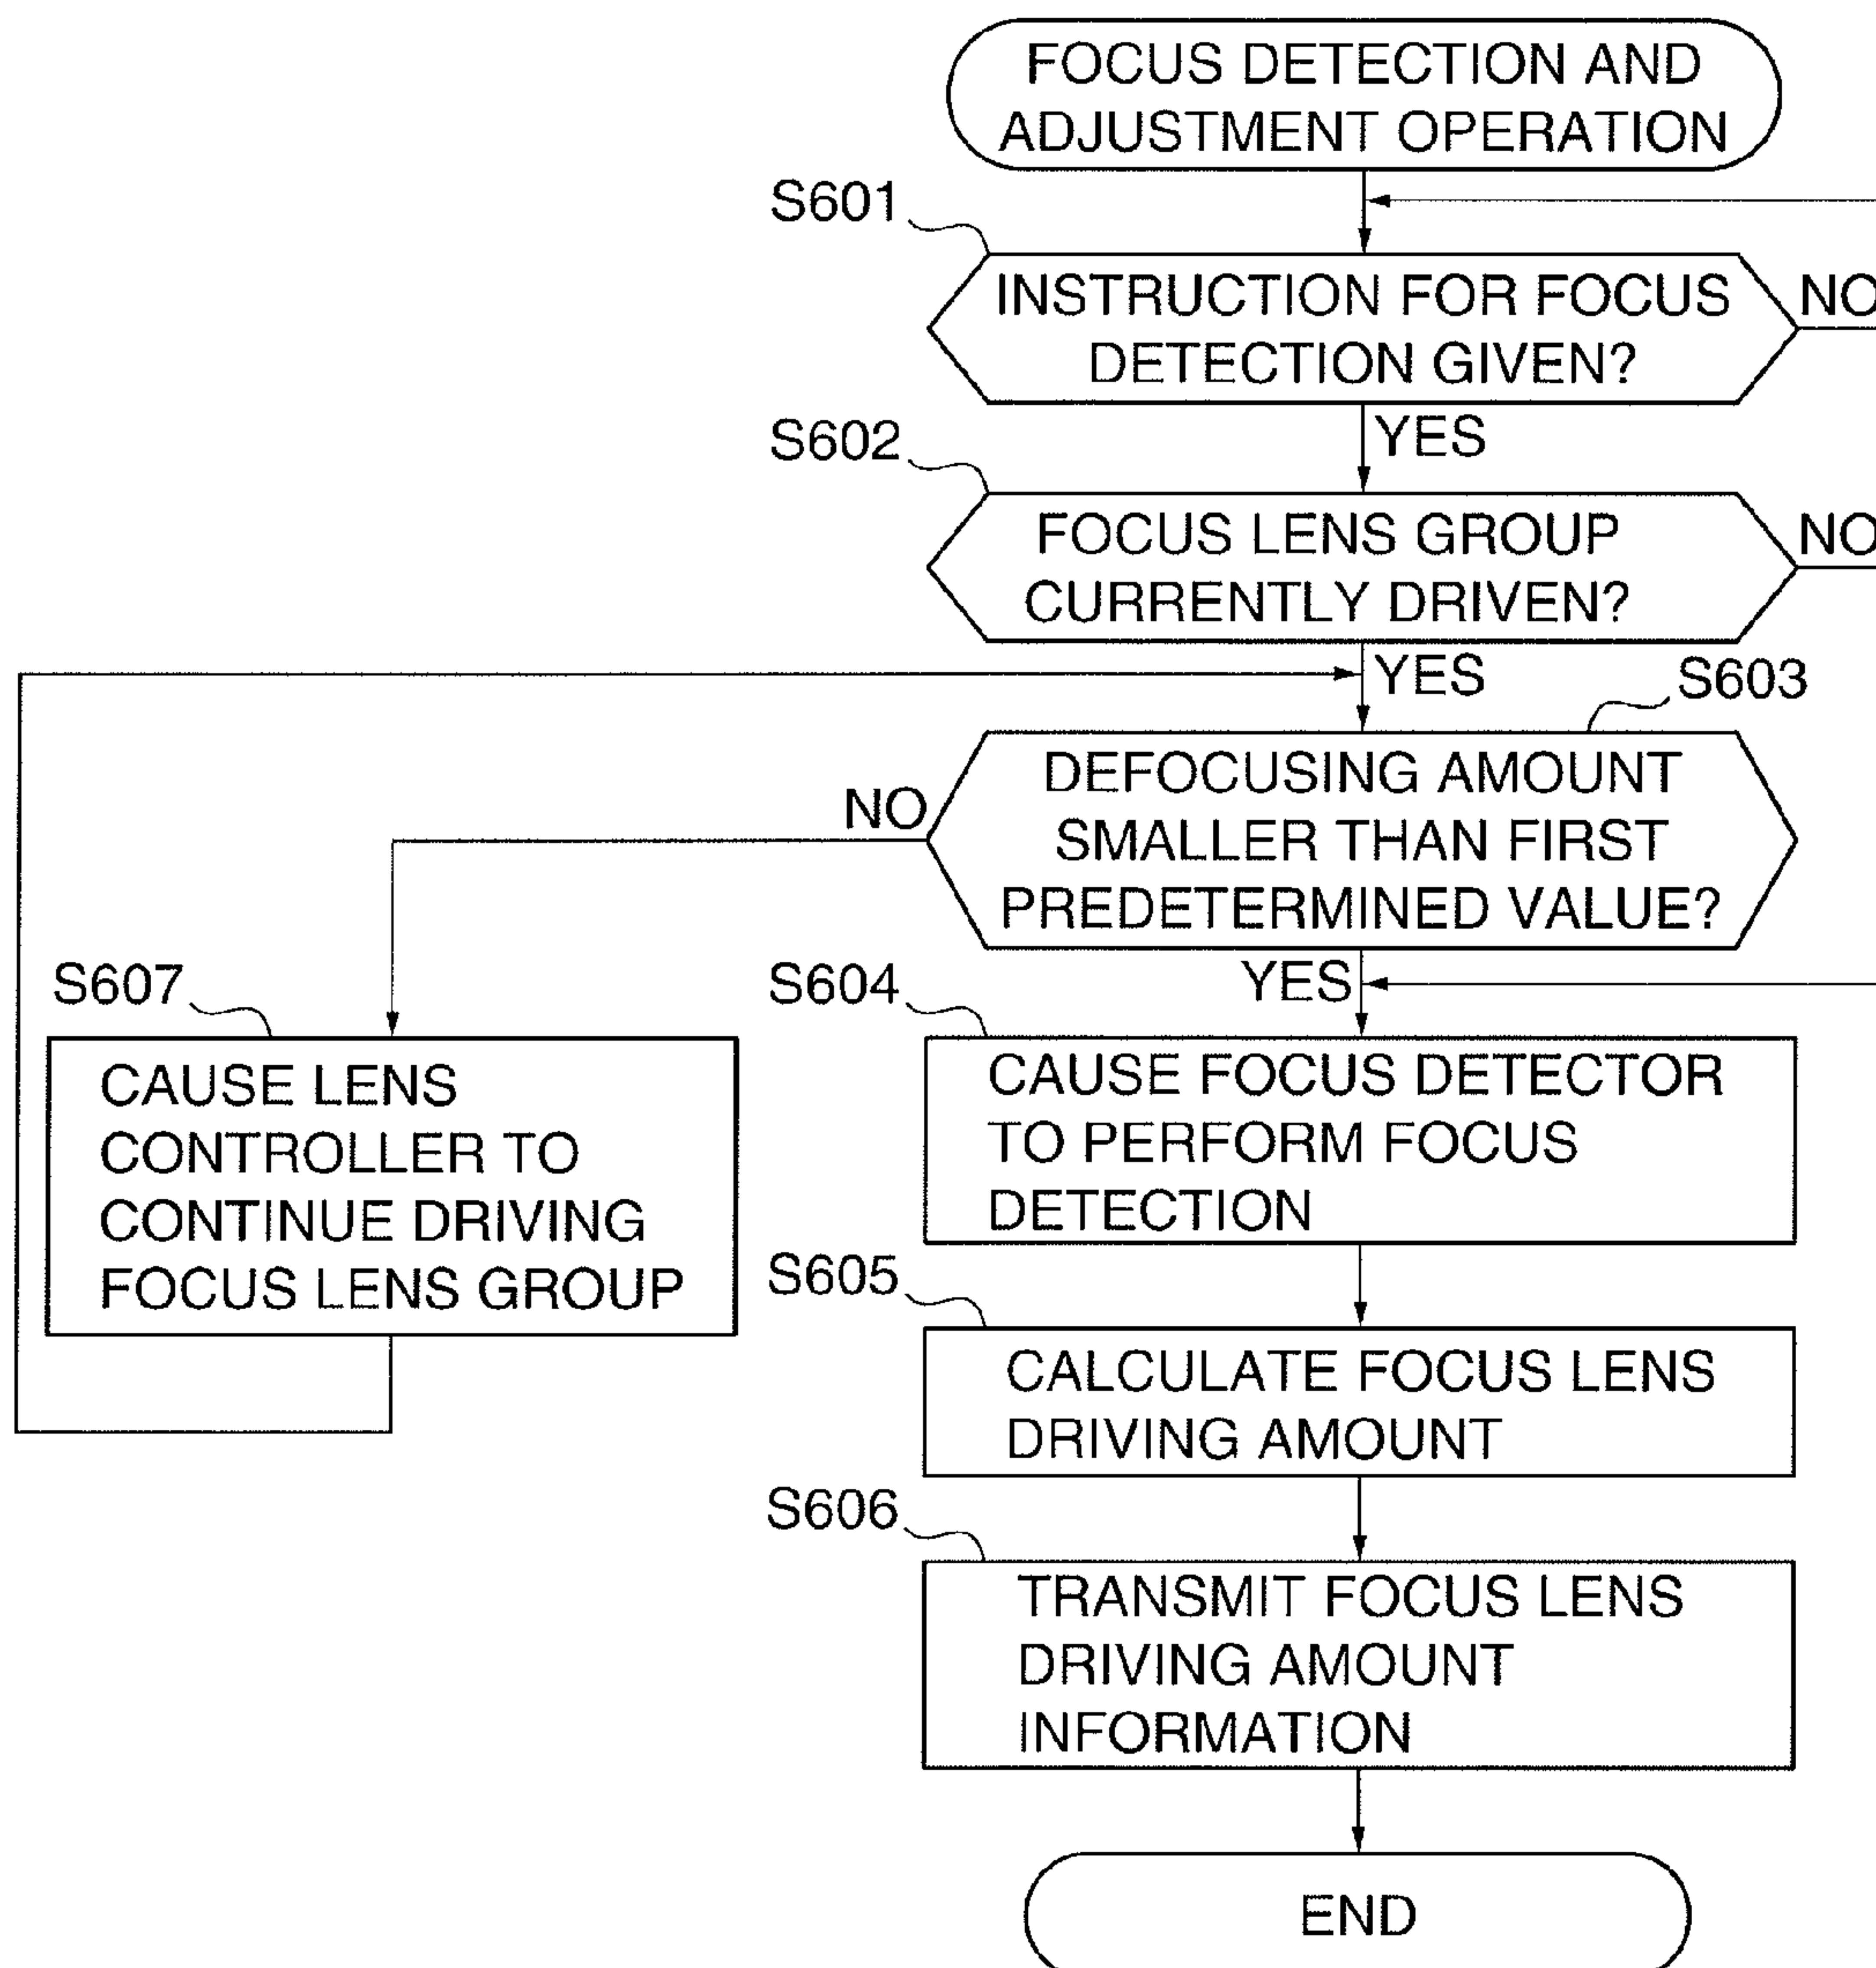 FOCUS DETECTION AND
ADJUSTMENT OPERATION
S601
INSTRUCTION FOR FOCUS
DETECTION GIVEN?
NO
YES
S602
FOCUS LENS GROUP
CURRENTLY DRIVEN?
NO
YES
S603
DEFOCUSING AMOUNT
SMALLER THAN FIRST
PREDETERMINED VALUE?
NO
YES
S607
CAUSE LENS
CONTROLLER TO
CONTINUE DRIVING
FOCUS LENS GROUP
S604
CAUSE FOCUS DETECTOR
TO PERFORM FOCUS
DETECTION
S605
CALCULATE FOCUS LENS
DRIVING AMOUNT
S606
TRANSMIT FOCUS LENS
DRIVING AMOUNT
INFORMATION
END